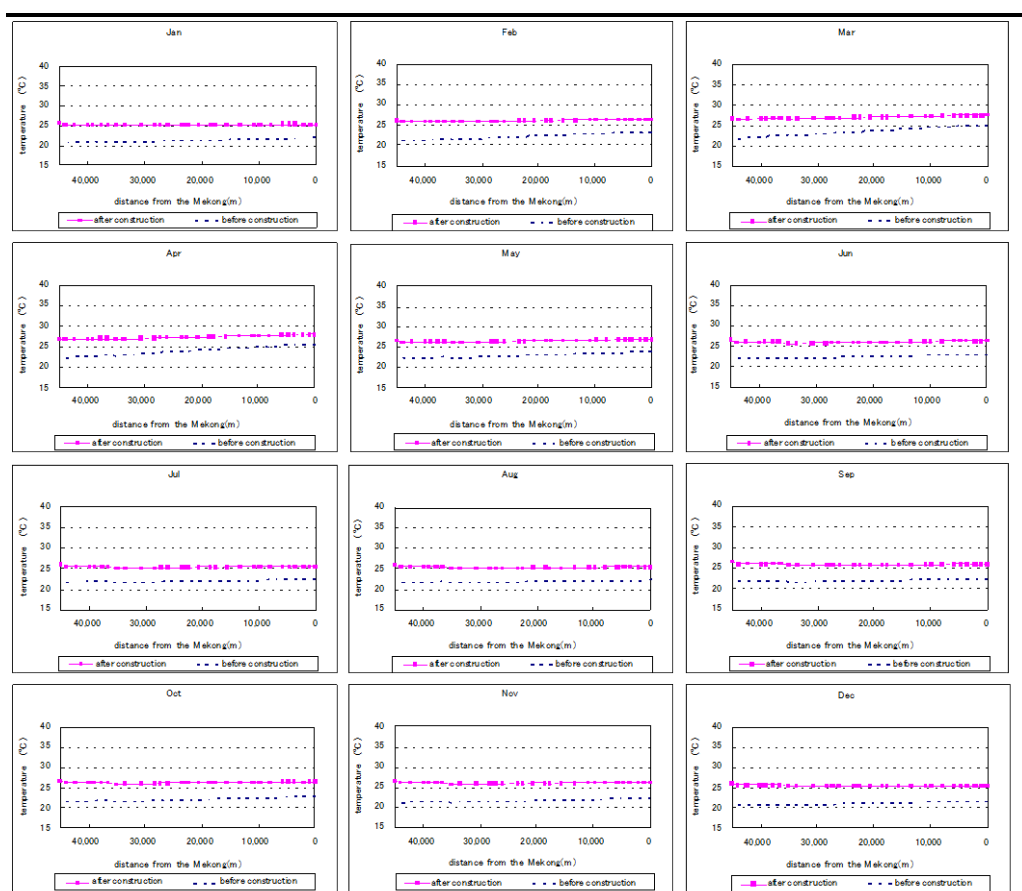 Jan
temperature (°C)
40
35
30
25
20
15
40,000 30,000 20,000 10,000 0
distance from the Mekong(m)
after construction before construction
Feb
temperature (°C)
40
35
30
25
20
15
40,000 30,000 20,000 10,000 0
distance from the Mekong(m)
after construction before construction
Mar
temperature (°C)
40
35
30
25
20
15
40,000 30,000 20,000 10,000 0
distance from the Mekong(m)
after construction before construction
Apr
temperature (°C)
40
35
30
25
20
15
40,000 30,000 20,000 10,000 0
distance from the Mekong(m)
after construction before construction
May
temperature (°C)
40
35
30
25
20
15
40,000 30,000 20,000 10,000 0
distance from the Mekong(m)
after construction before construction
Jun
temperature (°C)
40
35
30
25
20
15
40,000 30,000 20,000 10,000 0
distance from the Mekong(m)
after construction before construction
Jul
temperature (°C)
40
35
30
25
20
15
40,000 30,000 20,000 10,000 0
distance from the Mekong(m)
after construction before construction
Aug
temperature (°C)
40
35
30
25
20
15
40,000 30,000 20,000 10,000 0
distance from the Mekong(m)
after construction before construction
Sep
temperature (°C)
40
35
30
25
20
15
40,000 30,000 20,000 10,000 0
distance from the Mekong(m)
after construction before construction
Oct
temperature (°C)
40
35
30
25
20
15
40,000 30,000 20,000 10,000 0
distance from the Mekong(m)
after construction before construction
Nov
temperature (°C)
40
35
30
25
20
15
40,000 30,000 20,000 10,000 0
distance from the Mekong(m)
after construction before construction
Dec
temperature (°C)
40
35
30
25
20
15
40,000 30,000 20,000 10,000 0
distance from the Mekong(m)
after construction before construction